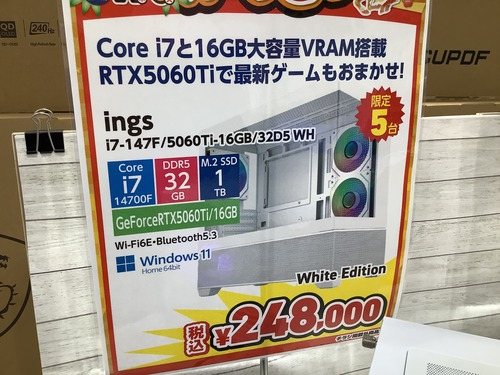 QD
240Hz
CUPDF
Core i7と16GB大容量VRAM搭載
RTX5060Tiで最新ゲームもおまかせ!
限定
5台
ings
i7-147F/5060Ti-16GB/32D5 WH
Core
i7
14700F
DDR5
32
GB
M.2 SSD
1
TB
GeForceRTX5060Ti/16GB
Wi-Fi6E・Bluetooth5.3
Windows 11
Home 64bit
White Edition
税込
¥248,000